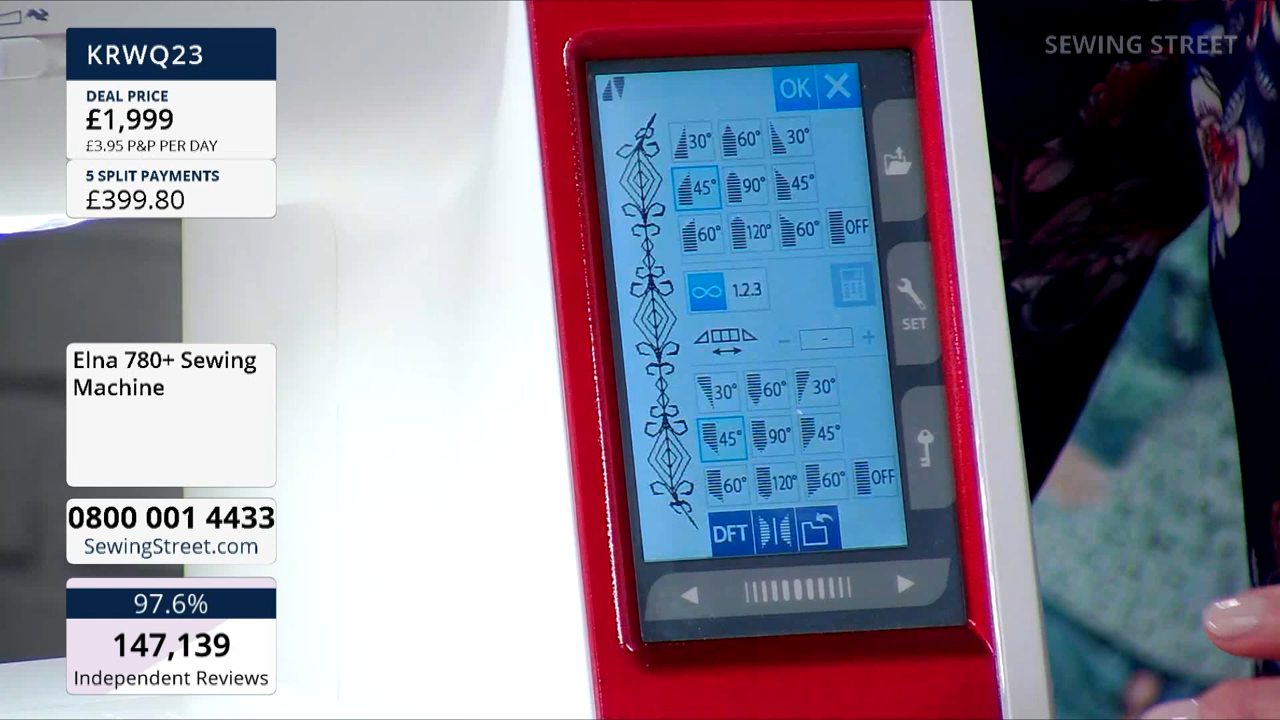 KRWQ23
DEAL PRICE
£1,999
£3.95 P&P PER DAY
5 SPLIT PAYMENTS
£399.80
Elna 780+ Sewing
Machine
0800 001 4433
SewingStreet.com
97.6%
147,139
Independent Reviews
SEWING STREET
OK
30° 60° 30°
45° 90° 45°
60° 120° 60° OFF
1.2.3
SET
- - +
30° 60° 30°
45° 90° 45°
60° 120° 60° OFF
DFT